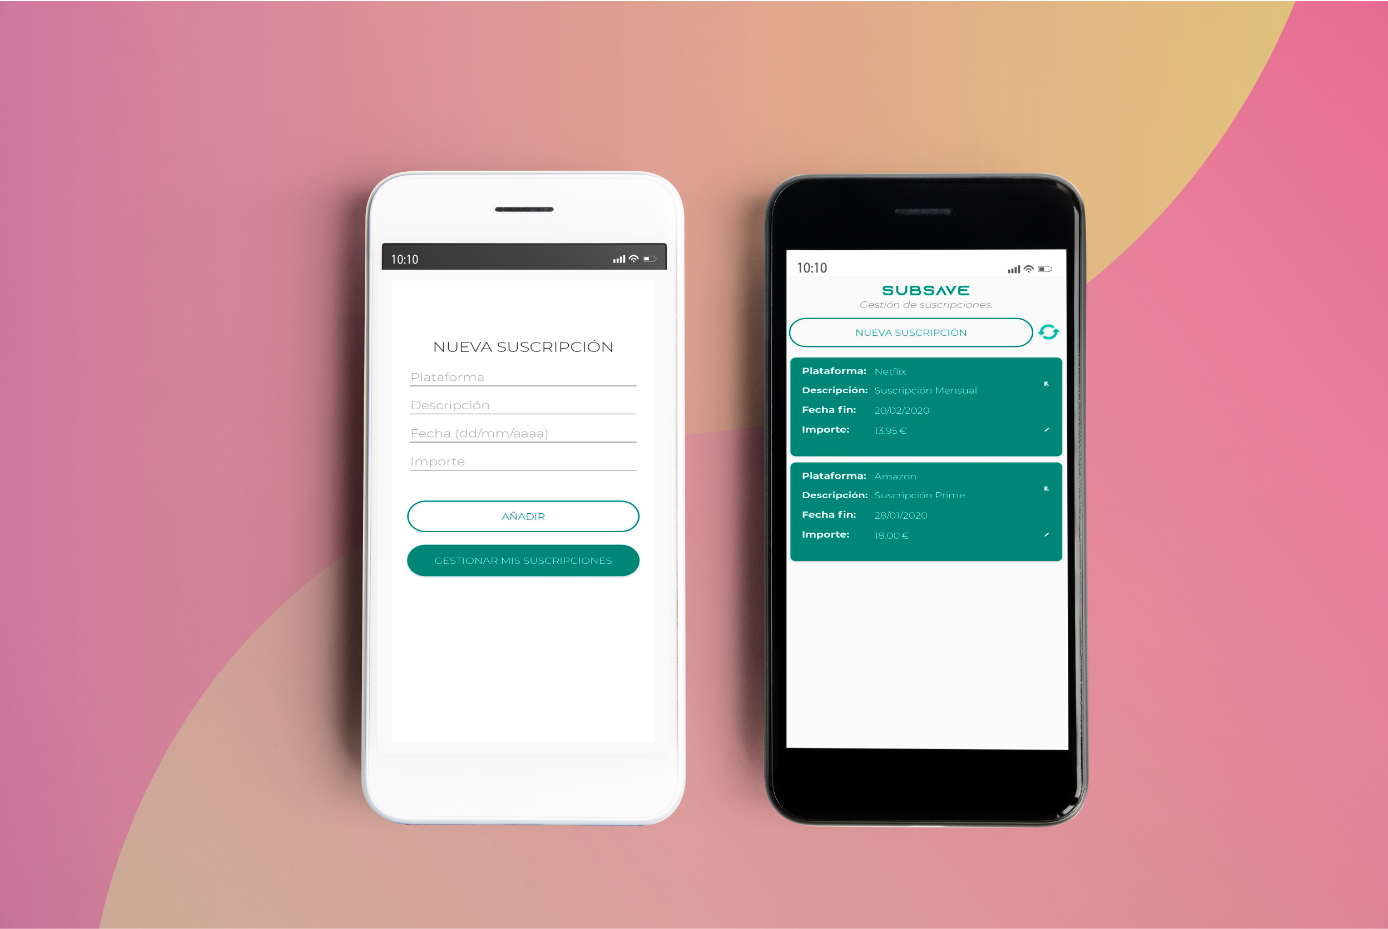 10:10
NUEVA SUSCRIPCIÓN
Plataforma
Descripción
Fecha (dd/mm/aaaa)
Importe
AÑADIR
GESTIONAR MIS SUSCRIPCIONES
10:10
SUBSAVE
Gestión de suscripciones.
NUEVA SUSCRIPCIÓN
Plataforma: Netflix
Descripción: Suscripción Mensual
Fecha fin: 20/02/2020
Importe: 13.95 €
Plataforma: Amazon
Descripción: Suscripción Prime
Fecha fin: 28/01/2020
Importe: 18.00 €